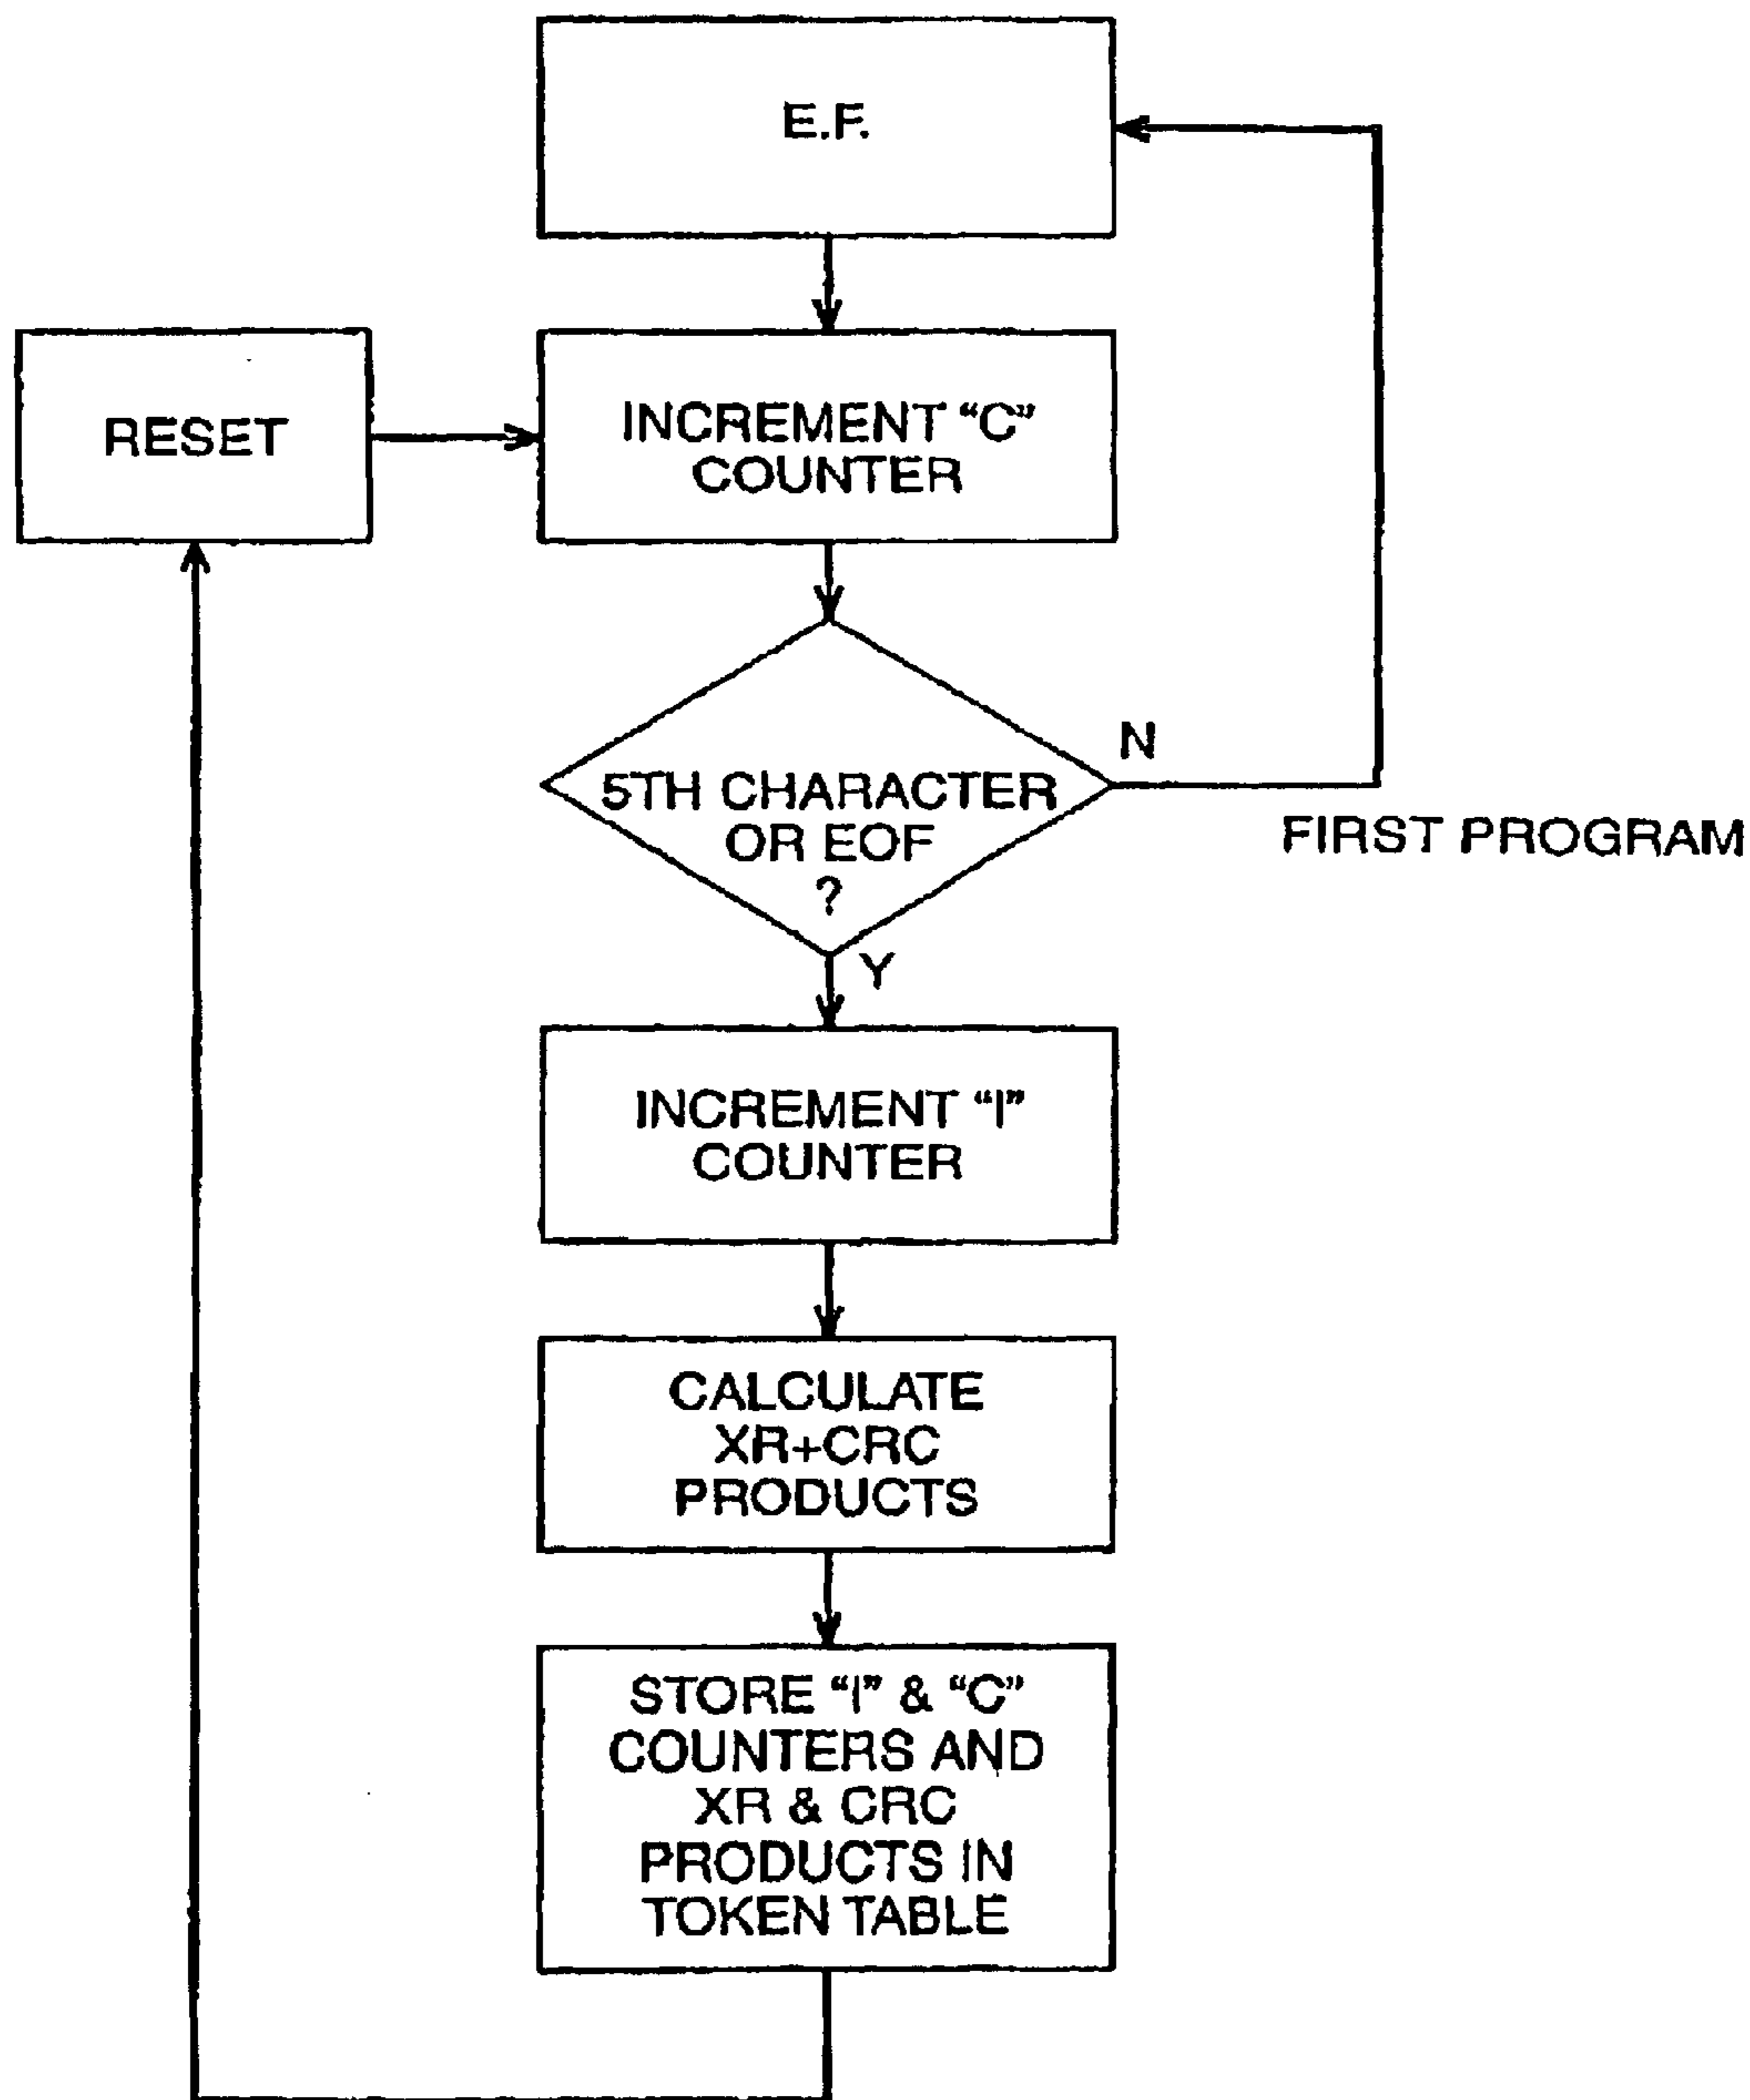 E.F.
RESET
INCREMENT "C"
COUNTER
N
5TH CHARACTER
OR EOF
?
FIRST PROGRAM
Y
INCREMENT "I"
COUNTER
CALCULATE
XR+CRC
PRODUCTS
STORE "I" & "C"
COUNTERS AND
XR & CRC
PRODUCTS IN
TOKEN TABLE